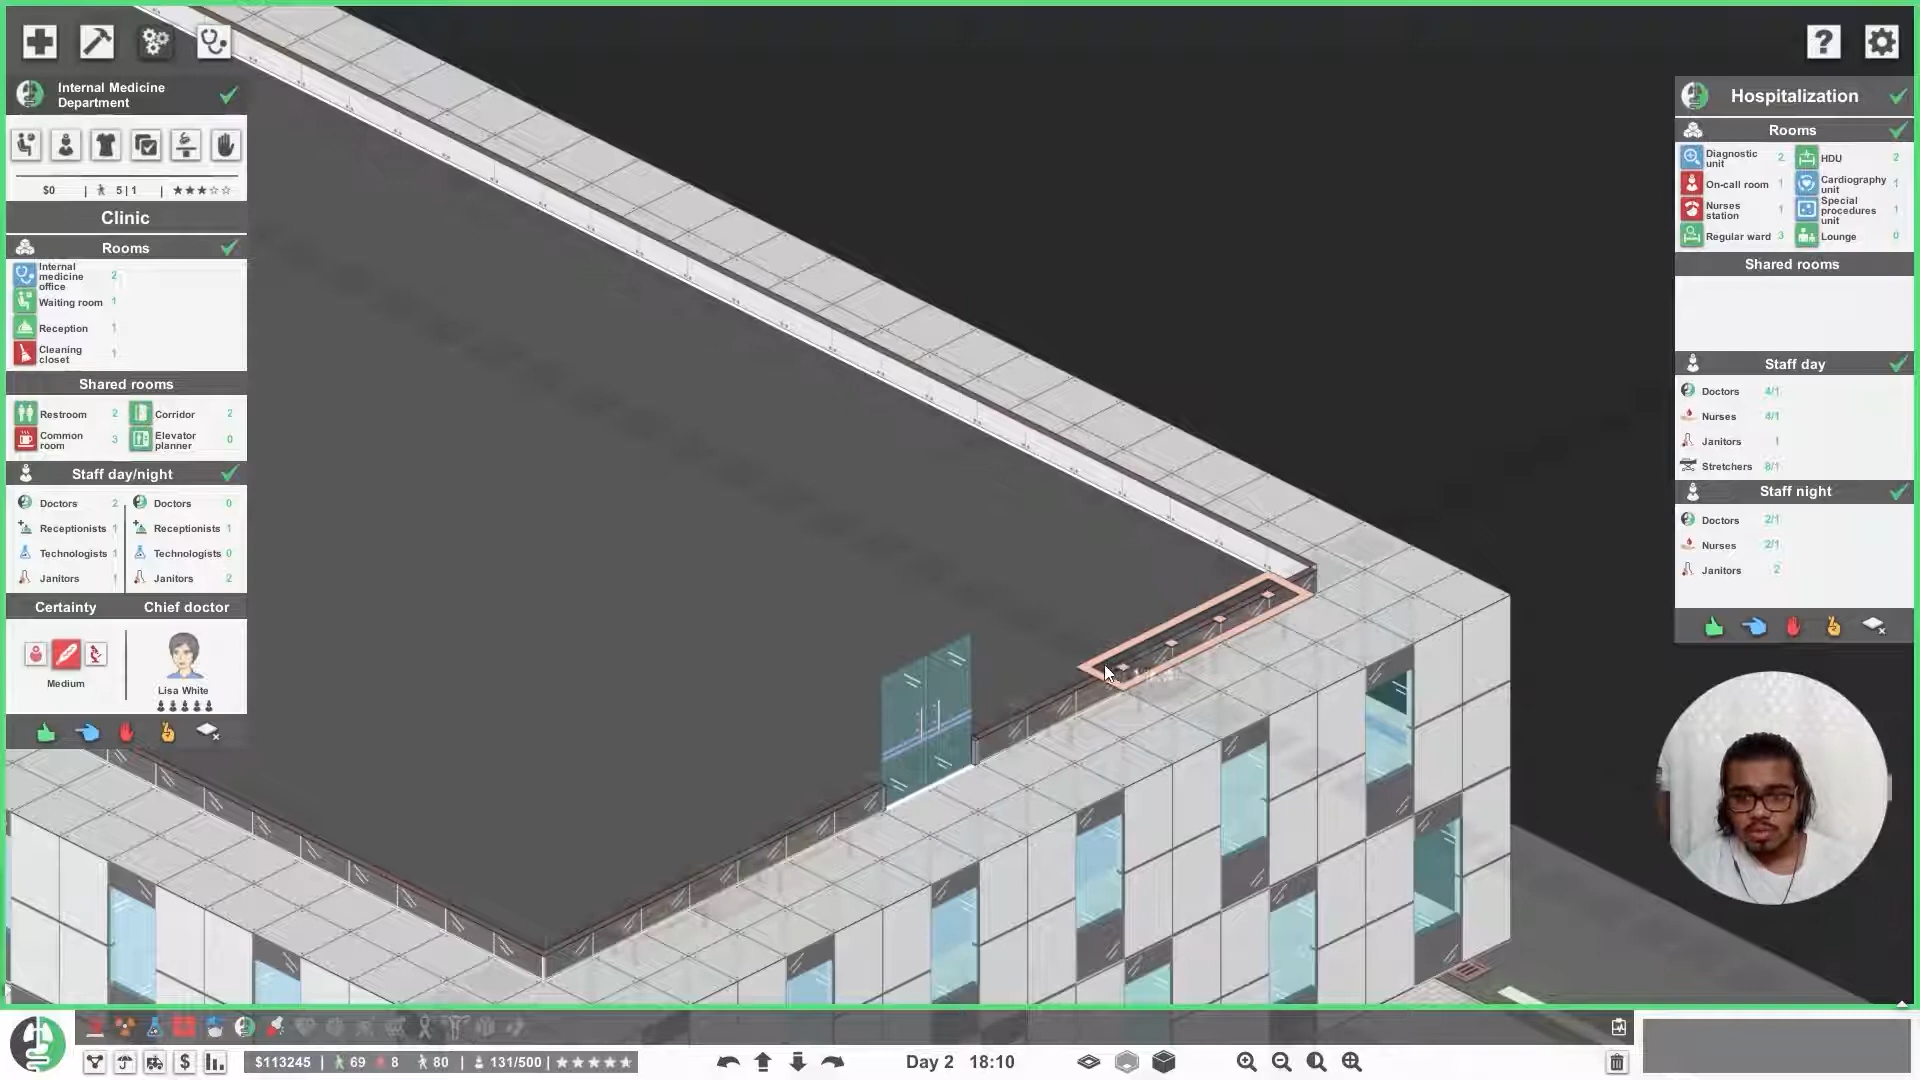 Internal Medicine
Department
$0 | 5|1 |
Clinic
Rooms
Internal
medicine
office 2
Waiting room 1
Reception 1
Cleaning
closet 1
Shared rooms
Restroom 2 Corridor 2
Common
room 3 Elevator
planner 0
Staff day/night
Doctors 2 Doctors 0
Receptionists 1 Receptionists 1
Technologists 1 Technologists 0
Janitors 1 Janitors 2
Certainty Chief doctor
Medium
Lisa White
?
Hospitalization
Rooms
Diagnostic
unit 2 HDU 2
On-call room 1 Cardiography
unit 1
Nurses
station 1 Special
procedures
unit 1
Regular ward 3 Lounge 0
Shared rooms
Staff day
Doctors 4/1
Nurses 4/1
Janitors 1
Stretchers 8/1
Staff night
Doctors 2/1
Nurses 2/1
Janitors 2
$
$113245 | 69 8 80 | 131/500 |
Day 2 18:10